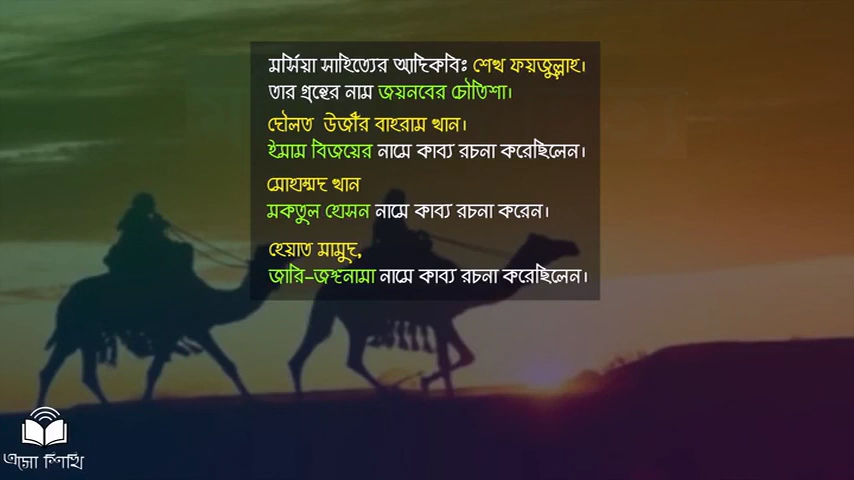 মর্সিয়া সাহিত্যের আদিকবিঃ শেখ ফয়জুল্লাহ।
তার গ্রন্থের নাম জয়নবের চৌতিশা।
দৌলত উজীর বাহরাম খান।
ইমাম বিজয়ের নামে কাব্য রচনা করেছিলেন।
মোহাম্মদ খান
মকতুল হোসন নামে কাব্য রচনা করেন।
হেয়াত মামুদ,
জারি-জঙ্গনামা নামে কাব্য রচনা করেছিলেন।
এসো শিখি